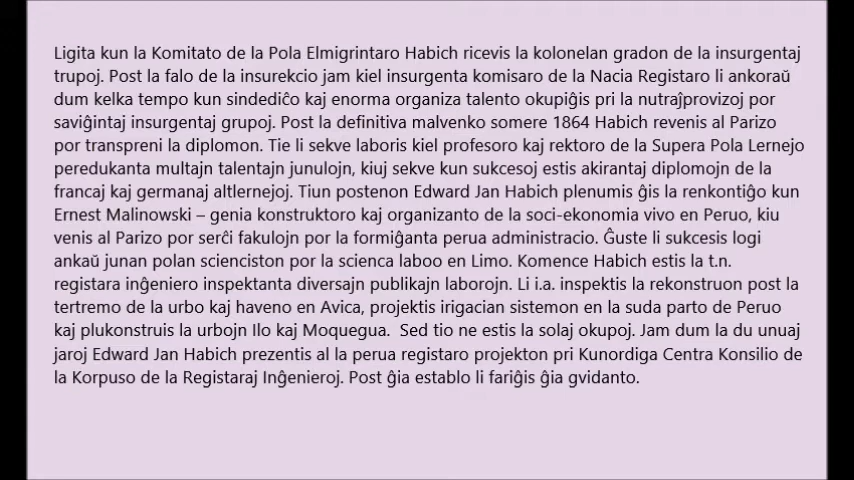 Ligita kun la Komitato de la Pola Elmigrintaro Habich ricevis la kolonelan gradon de la insurgentaj
trupoj. Post la falo de la insurekcio jam kiel insurgenta komisaro de la Nacia Registaro li ankoraŭ
dum kelka tempo kun sindediĉo kaj enorma organiza talento okupiĝis pri la nutraĵprovizoj por
saviĝintaj insurgentaj grupoj. Post la definitiva malvenko somere 1864 Habich revenis al Parizo
por transpreni la diplomon. Tie li sekve laboris kiel profesoro kaj rektoro de la Supera Pola Lernejo
peredukanta multajn talentajn junulojn, kiuj sekve kun sukcesoj estis akirantaj diplomojn de la
francaj kaj germanaj altlernejoj. Tiun postenon Edward Jan Habich plenumis ĝis la renkontiĝo kun
Ernest Malinowski – genia konstruktoro kaj organizanto de la soci-ekonomia vivo en Peruo, kiu
venis al Parizo por serĉi fakulojn por la formiĝanta perua administracio. Ĝuste li sukcesis logi
ankaŭ junan polan scienciston por la scienca laboo en Limo. Komence Habich estis la t.n.
registara inĝeniero inspektanta diversajn publikajn laborojn. Li i.a. inspektis la rekonstruon post la
tertremo de la urbo kaj haveno en Avica, projektis irigacian sistemon en la suda parto de Peruo
kaj plukonstruis la urbojn Ilo kaj Moquegua.  Sed tio ne estis la solaj okupoj. Jam dum la du unuaj
jaroj Edward Jan Habich prezentis al la perua registaro projekton pri Kunordiga Centra Konsilio de
la Korpuso de la Registaraj Inĝenieroj. Post ĝia establo li fariĝis ĝia gvidanto.